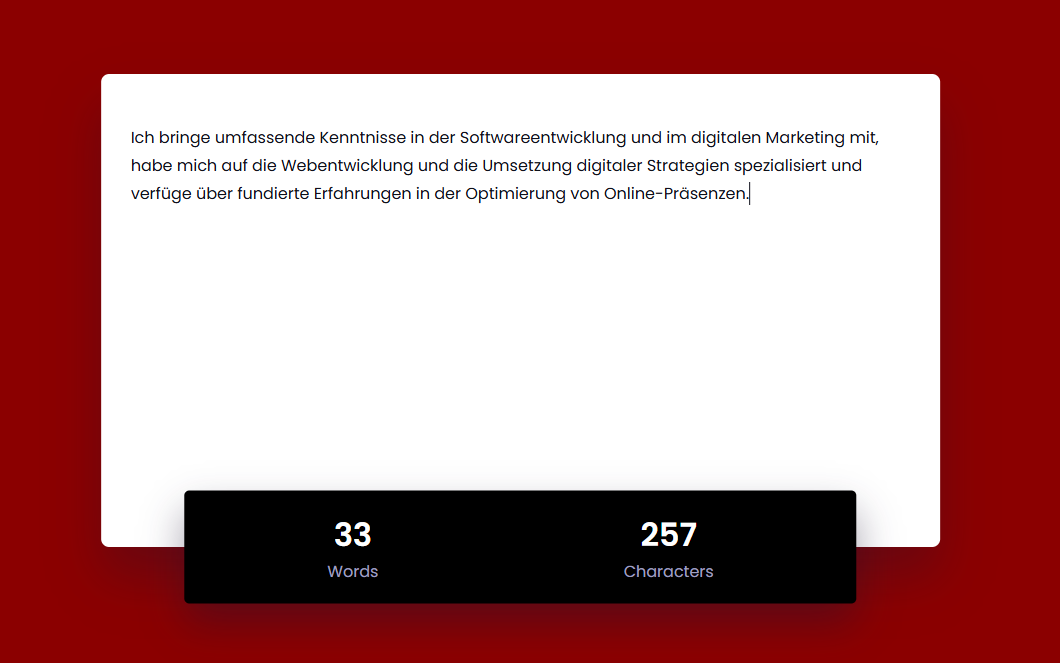 Ich bringe umfassende Kenntnisse in der Softwareentwicklung und im digitalen Marketing mit,
habe mich auf die Webentwicklung und die Umsetzung digitaler Strategien spezialisiert und
verfüge über fundierte Erfahrungen in der Optimierung von Online-Präsenzen.
33 257
Words Characters